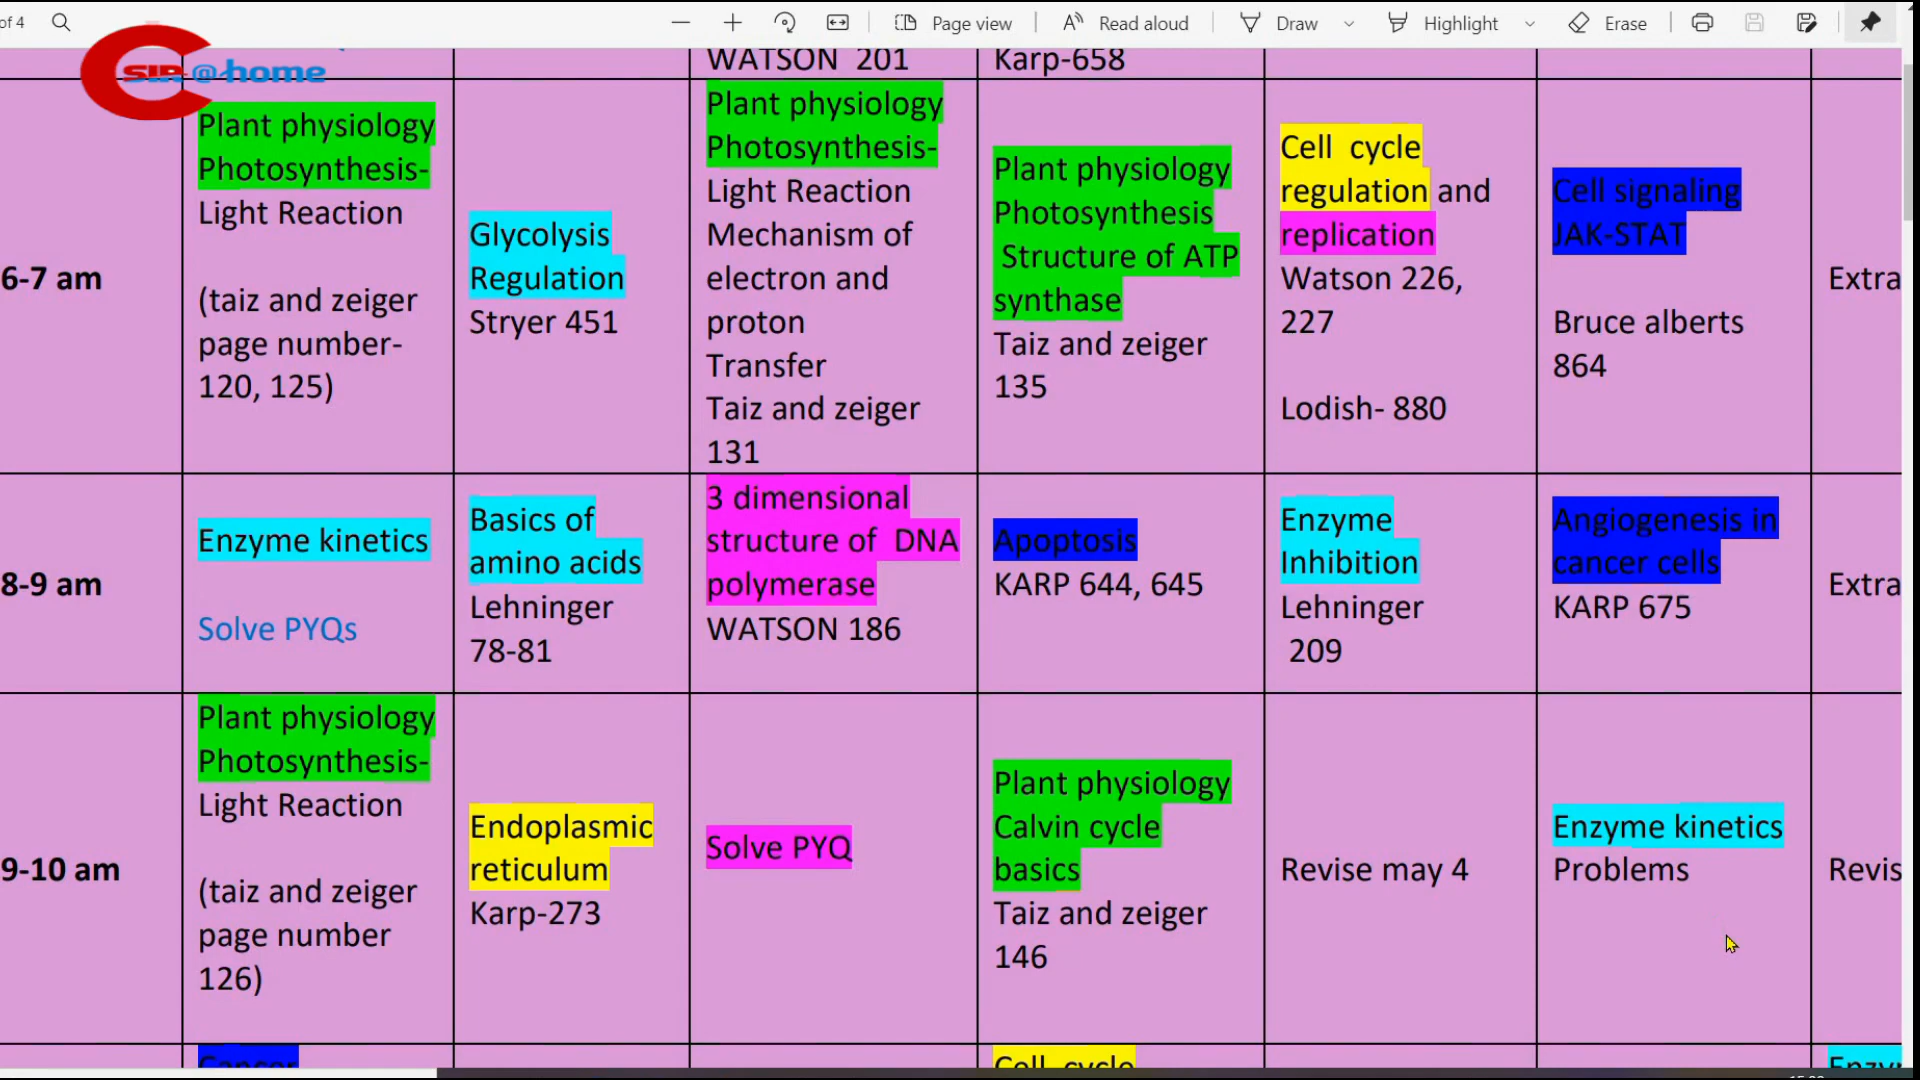 of 4
Page view
Read aloud
Draw
Highlight
Erase
CSIR@home
WATSON 201
Karp-658
6-7 am
Plant physiology
Photosynthesis-
Light Reaction
(taiz and zeiger
page number-
120, 125)
Glycolysis
Regulation
Stryer 451
Plant physiology
Photosynthesis-
Light Reaction
Mechanism of
electron and
proton
Transfer
Taiz and zeiger
131
Plant physiology
Photosynthesis
Structure of ATP
synthase
Taiz and zeiger
135
Cell cycle
regulation and
replication
Watson 226,
227
Lodish- 880
Cell signaling
JAK-STAT
Bruce alberts
864
Extra
8-9 am
Enzyme kinetics
Solve PYQs
Basics of
amino acids
Lehninger
78-81
3 dimensional
structure of DNA
polymerase
WATSON 186
Apoptosis
KARP 644, 645
Enzyme
Inhibition
Lehninger
209
Angiogenesis in
cancer cells
KARP 675
Extra
9-10 am
Plant physiology
Photosynthesis-
Light Reaction
(taiz and zeiger
page number
126)
Endoplasmic
reticulum
Karp-273
Solve PYQ
Plant physiology
Calvin cycle
basics
Taiz and zeiger
146
Revise may 4
Enzyme kinetics
Problems
Revis
Cancer
Cell cycle
Enzy